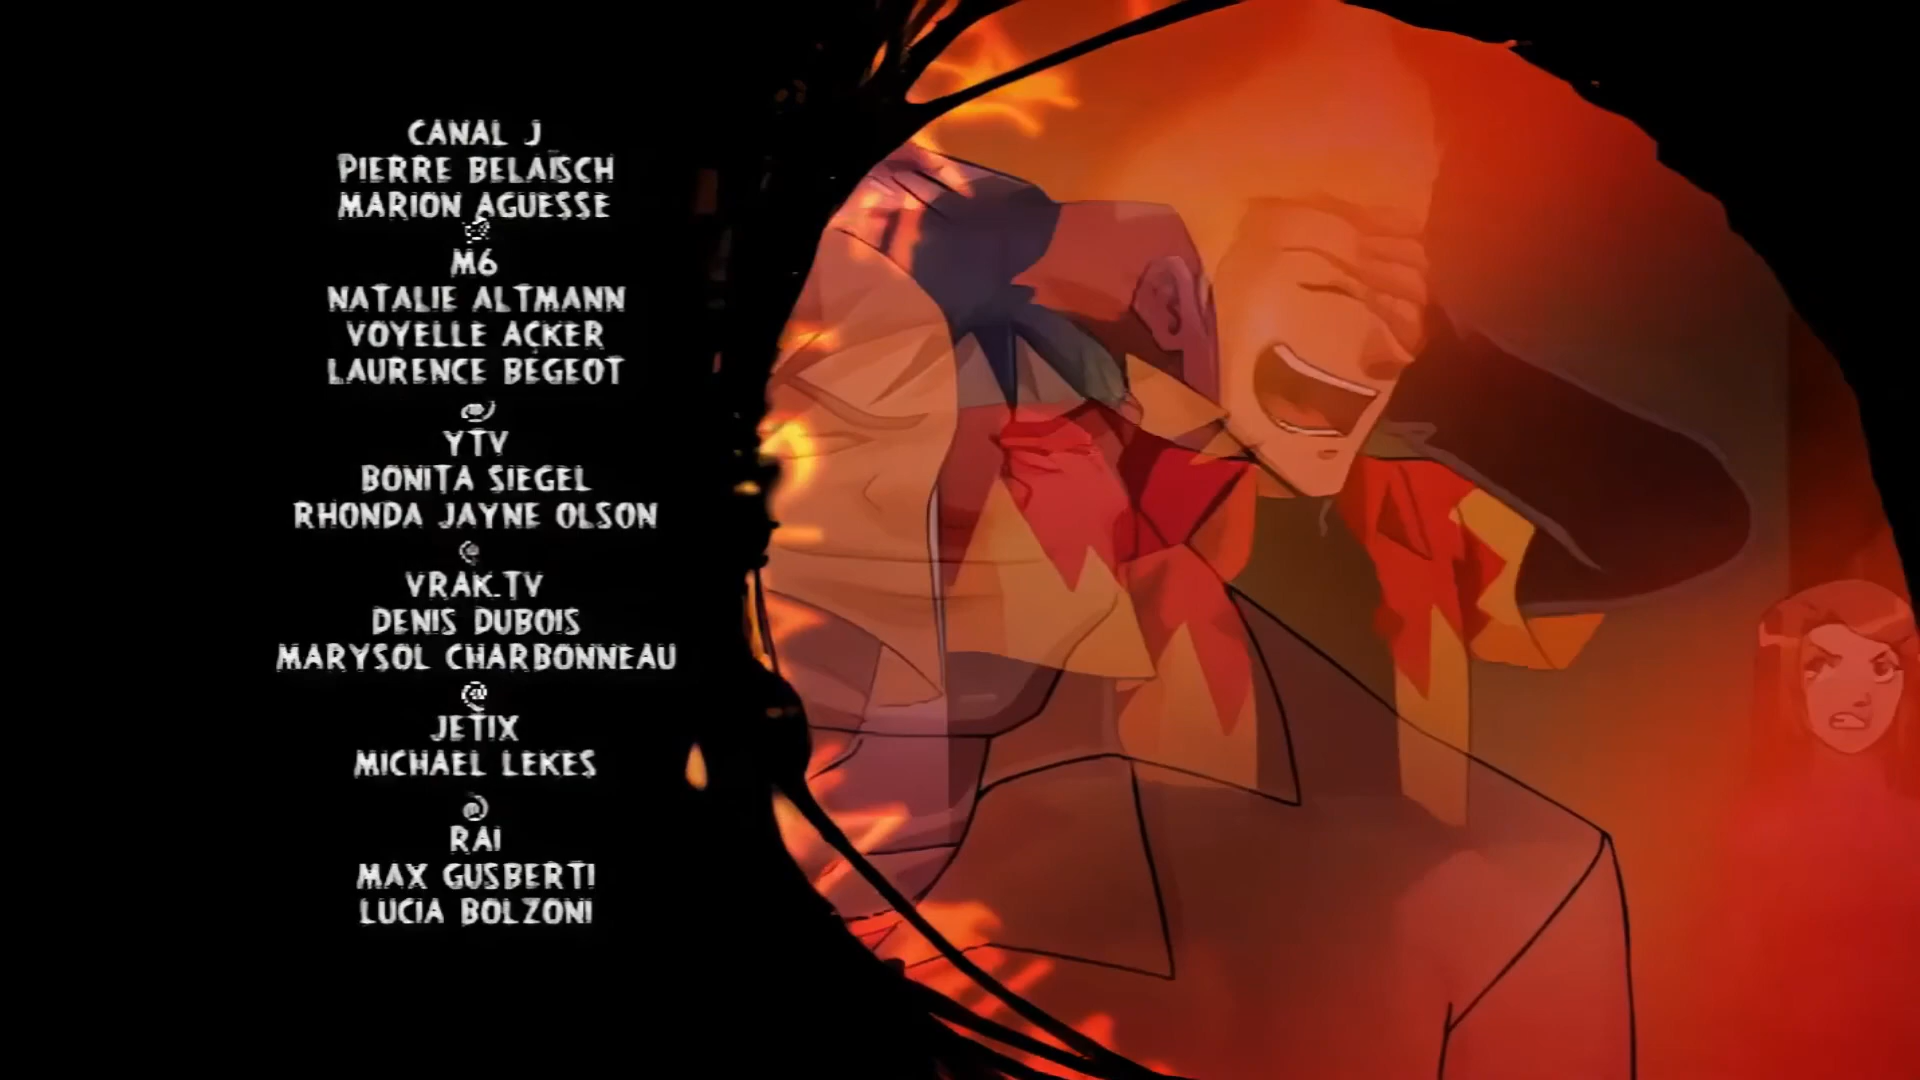 CANAL J
PIERRE BELAÏSCH
MARION AGUESSE
@
M6
NATALIE ALTMANN
VOYELLE ACKER
LAURENCE BEGEOT
@
YTV
BONITA SIEGEL
RHONDA JAYNE OLSON
@
VRAK.TV
DENIS DUBOIS
MARYSOL CHARBONNEAU
@
JETIX
MICHAEL LEKES
@
RAI
MAX GUSBERTI
LUCIA BOLZONI